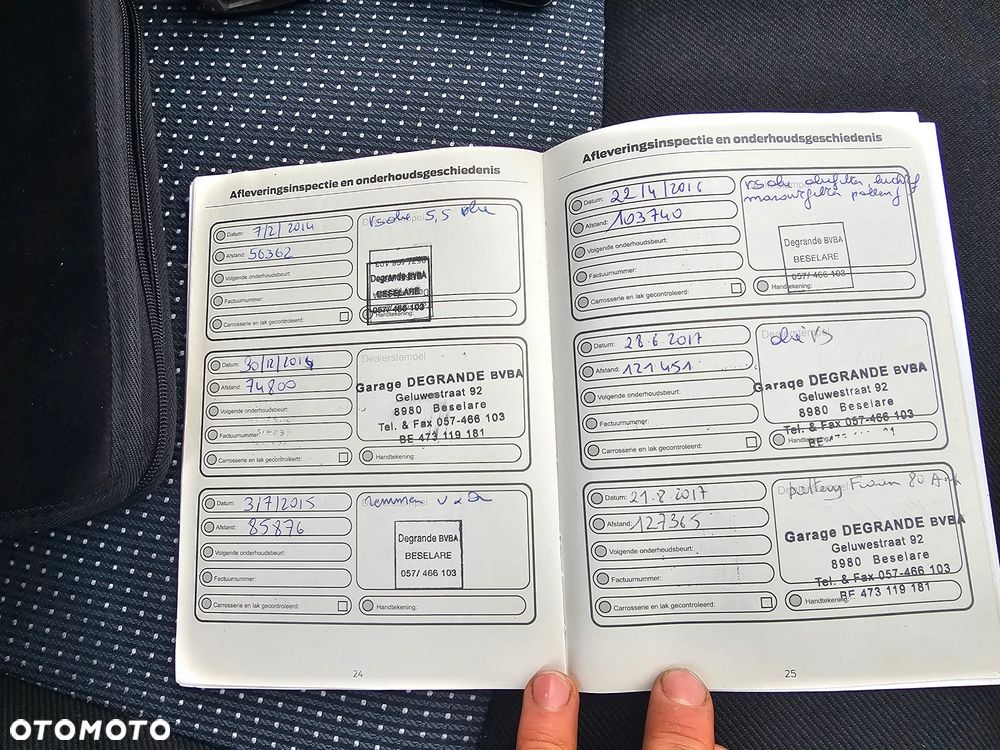 Afleveringsinspectie en onderhoudsgeschiedenis
Datum: 7/2/2014
Afstand: 56362
Volgende onderhoudsbeurt:
Factuurnummer:
Carrosserie en lak gecontroleerd:
5,5
Degrande BVBA
BESELARE
057/ 466 103
Handtekening:
Datum: 30/12/2014
Afstand: 74800
Volgende onderhoudsbeurt:
Factuurnummer:
Carrosserie en lak gecontroleerd:
Dealerstempel
Garage DEGRANDE BVBA
Geluwestraat 92
8980 Beselare
Tel. & Fax 057-466 103
BE 473 119 181
Handtekening:
Datum: 3/7/2015
Afstand: 85876
Volgende onderhoudsbeurt:
Factuurnummer:
Carrosserie en lak gecontroleerd:
remmen v & a
Degrande BVBA
BESELARE
057/ 466 103
Handtekening:
24
Afleveringsinspectie en onderhoudsgeschiedenis
Datum: 22/4/2016
Afstand: 103740
Volgende onderhoudsbeurt:
Factuurnummer:
Carrosserie en lak gecontroleerd:
Degrande BVBA
BESELARE
057/ 466 103
Handtekening:
Datum: 28.6.2017
Afstand: 121451
Volgende onderhoudsbeurt:
Factuurnummer:
Carrosserie en lak gecontroleerd:
Dealerstempel
Garage DEGRANDE BVBA
Geluwestraat 92
8980 Beselare
Tel. & Fax 057-466 103
BE
Handtekening:
Datum: 21.8.2017
Afstand: 127365
Volgende onderhoudsbeurt:
Factuurnummer:
Carrosserie en lak gecontroleerd:
80
Garage DEGRANDE BVBA
Geluwestraat 92
8980 Beselare
Tel. & Fax 057-466 103
BE 473 119 181
Handtekening:
25
OTOMOTO